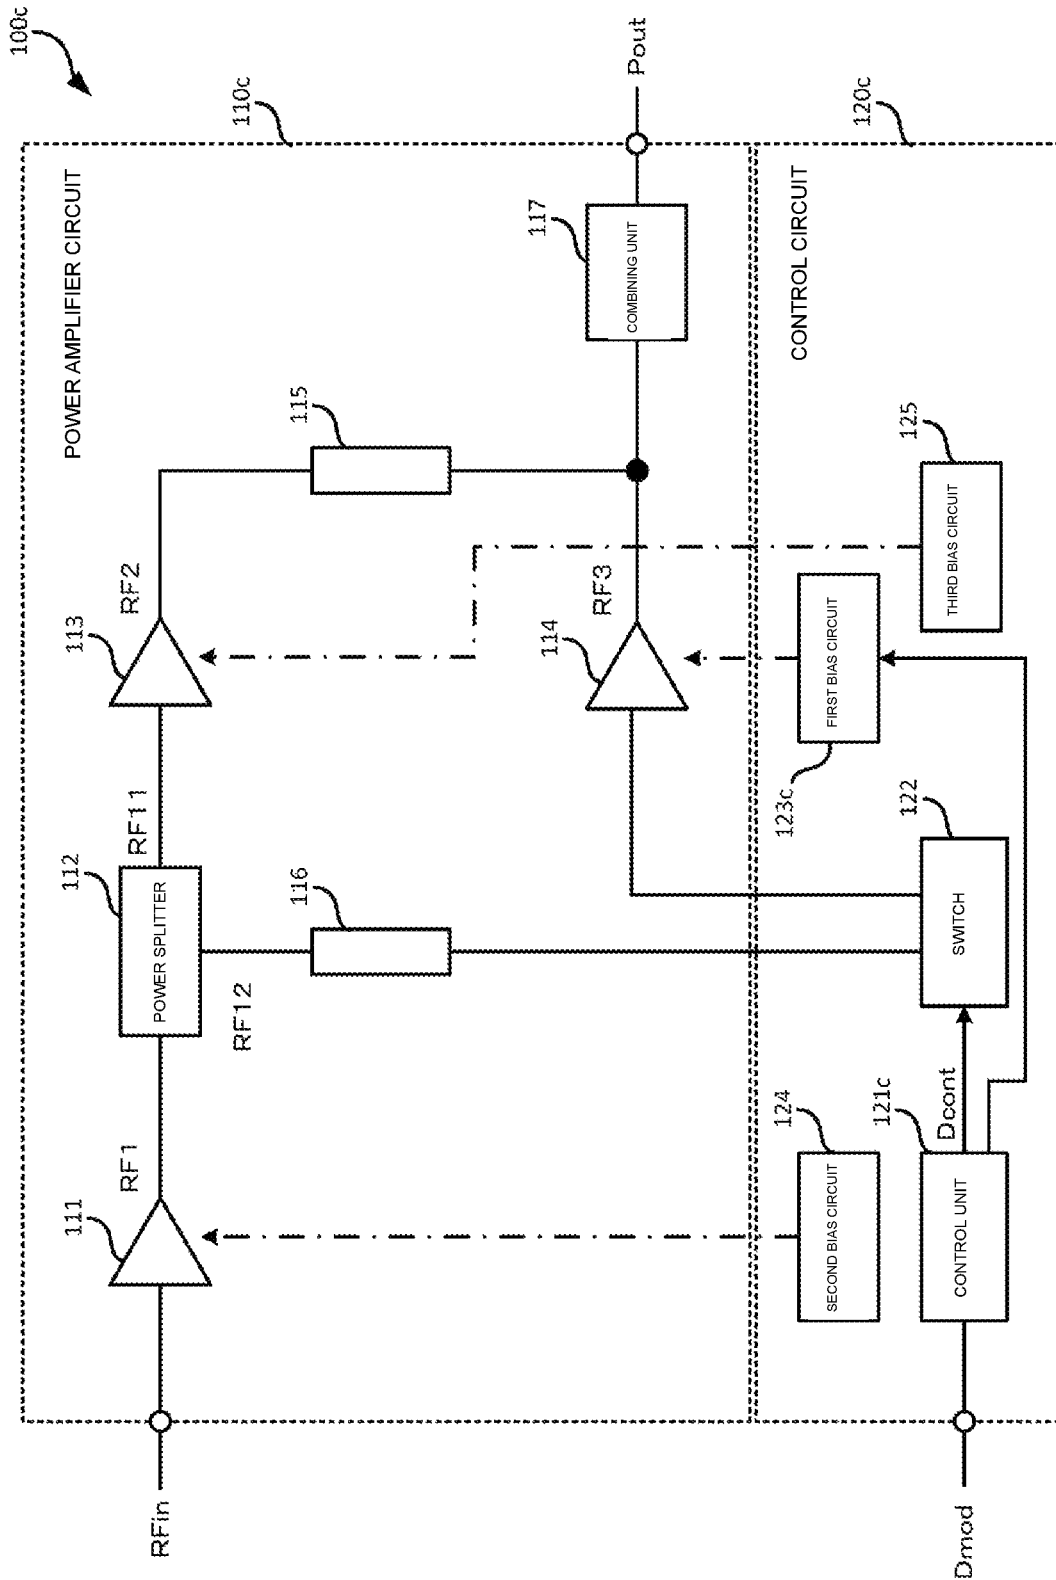 100c
110c
POWER AMPLIFIER CIRCUIT
RFin
111
RF1
112
POWER SPLITTER
RF11
113
RF2
RF12
116
115
114
RF3
117
COMBINING UNIT
Pout
120c
CONTROL CIRCUIT
124
SECOND BIAS CIRCUIT
123c
FIRST BIAS CIRCUIT
125
THIRD BIAS CIRCUIT
Dmod
121c
CONTROL UNIT
Dcont
122
SWITCH